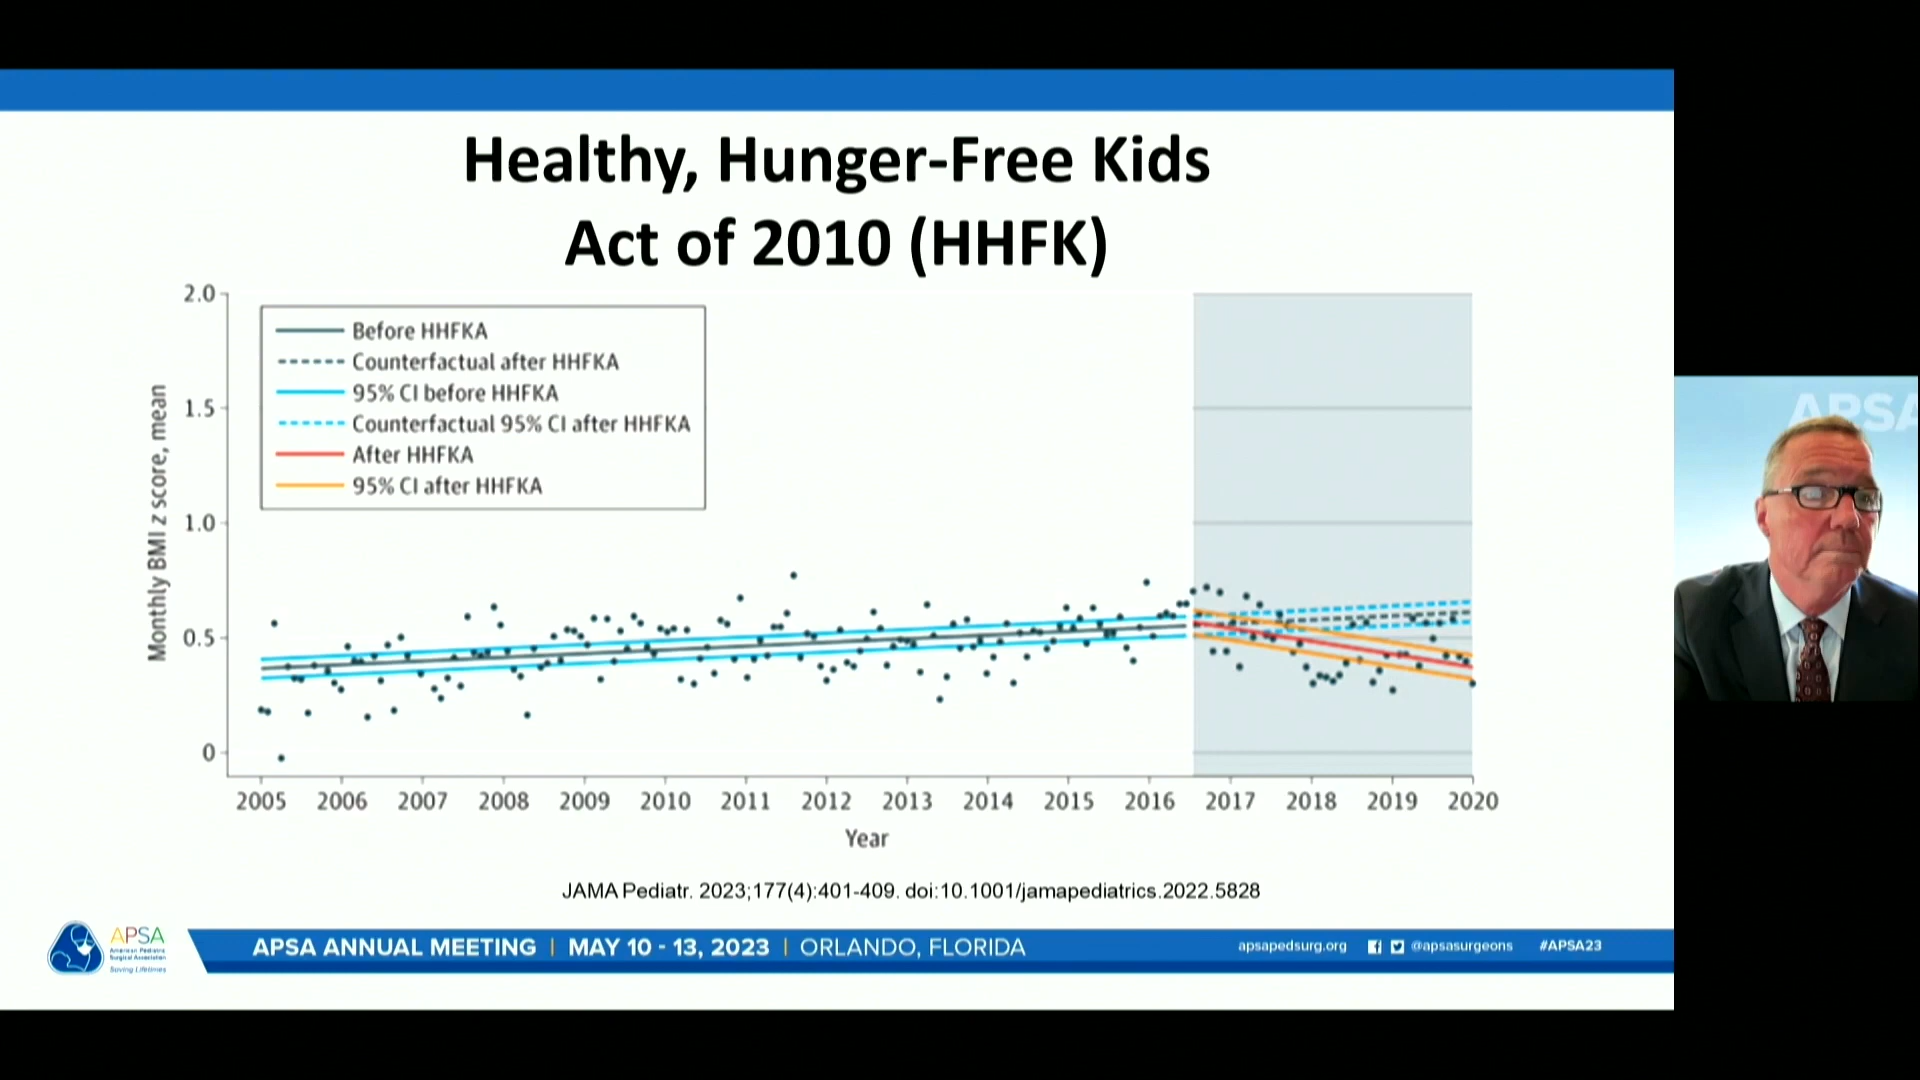 Healthy, Hunger-Free Kids
Act of 2010 (HHFK)
2.0
1.5
1.0
0.5
0
Monthly BMI z score, mean
Before HHFKA
Counterfactual after HHFKA
95% CI before HHFKA
Counterfactual 95% CI after HHFKA
After HHFKA
95% CI after HHFKA
2005 2006 2007 2008 2009 2010 2011 2012 2013 2014 2015 2016 2017 2018 2019 2020
Year
JAMA Pediatr. 2023;177(4):401-409. doi:10.1001/jamapediatrics.2022.5828
APSA
American Pediatric
Surgical Association
Saving Lifetimes
APSA ANNUAL MEETING | MAY 10 - 13, 2023 | ORLANDO, FLORIDA
apsapedsurg.org @apsasurgeons #APSA23
APSA